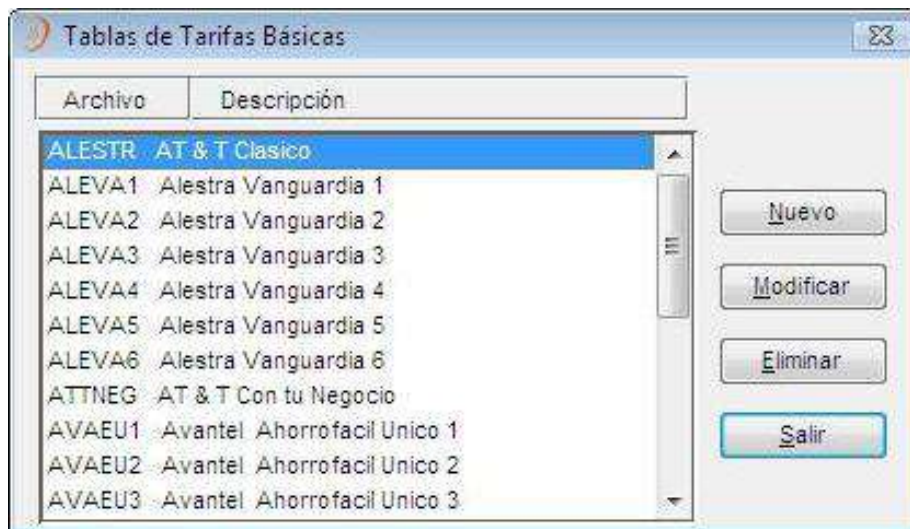 Tablas de Tarifas Básicas
Archivo Descripción
ALESTR AT & T Clasico
ALEVA1 Alestra Vanguardia 1
ALEVA2 Alestra Vanguardia 2
ALEVA3 Alestra Vanguardia 3
ALEVA4 Alestra Vanguardia 4
ALEVA5 Alestra Vanguardia 5
ALEVA6 Alestra Vanguardia 6
ATTNEG AT & T Con tu Negocio
AVAEU1 Avantel Ahorrofacil Unico 1
AVAEU2 Avantel Ahorrofacil Unico 2
AVAEU3 Avantel Ahorrofacil Unico 3
Nuevo
Modificar
Eliminar
Salir